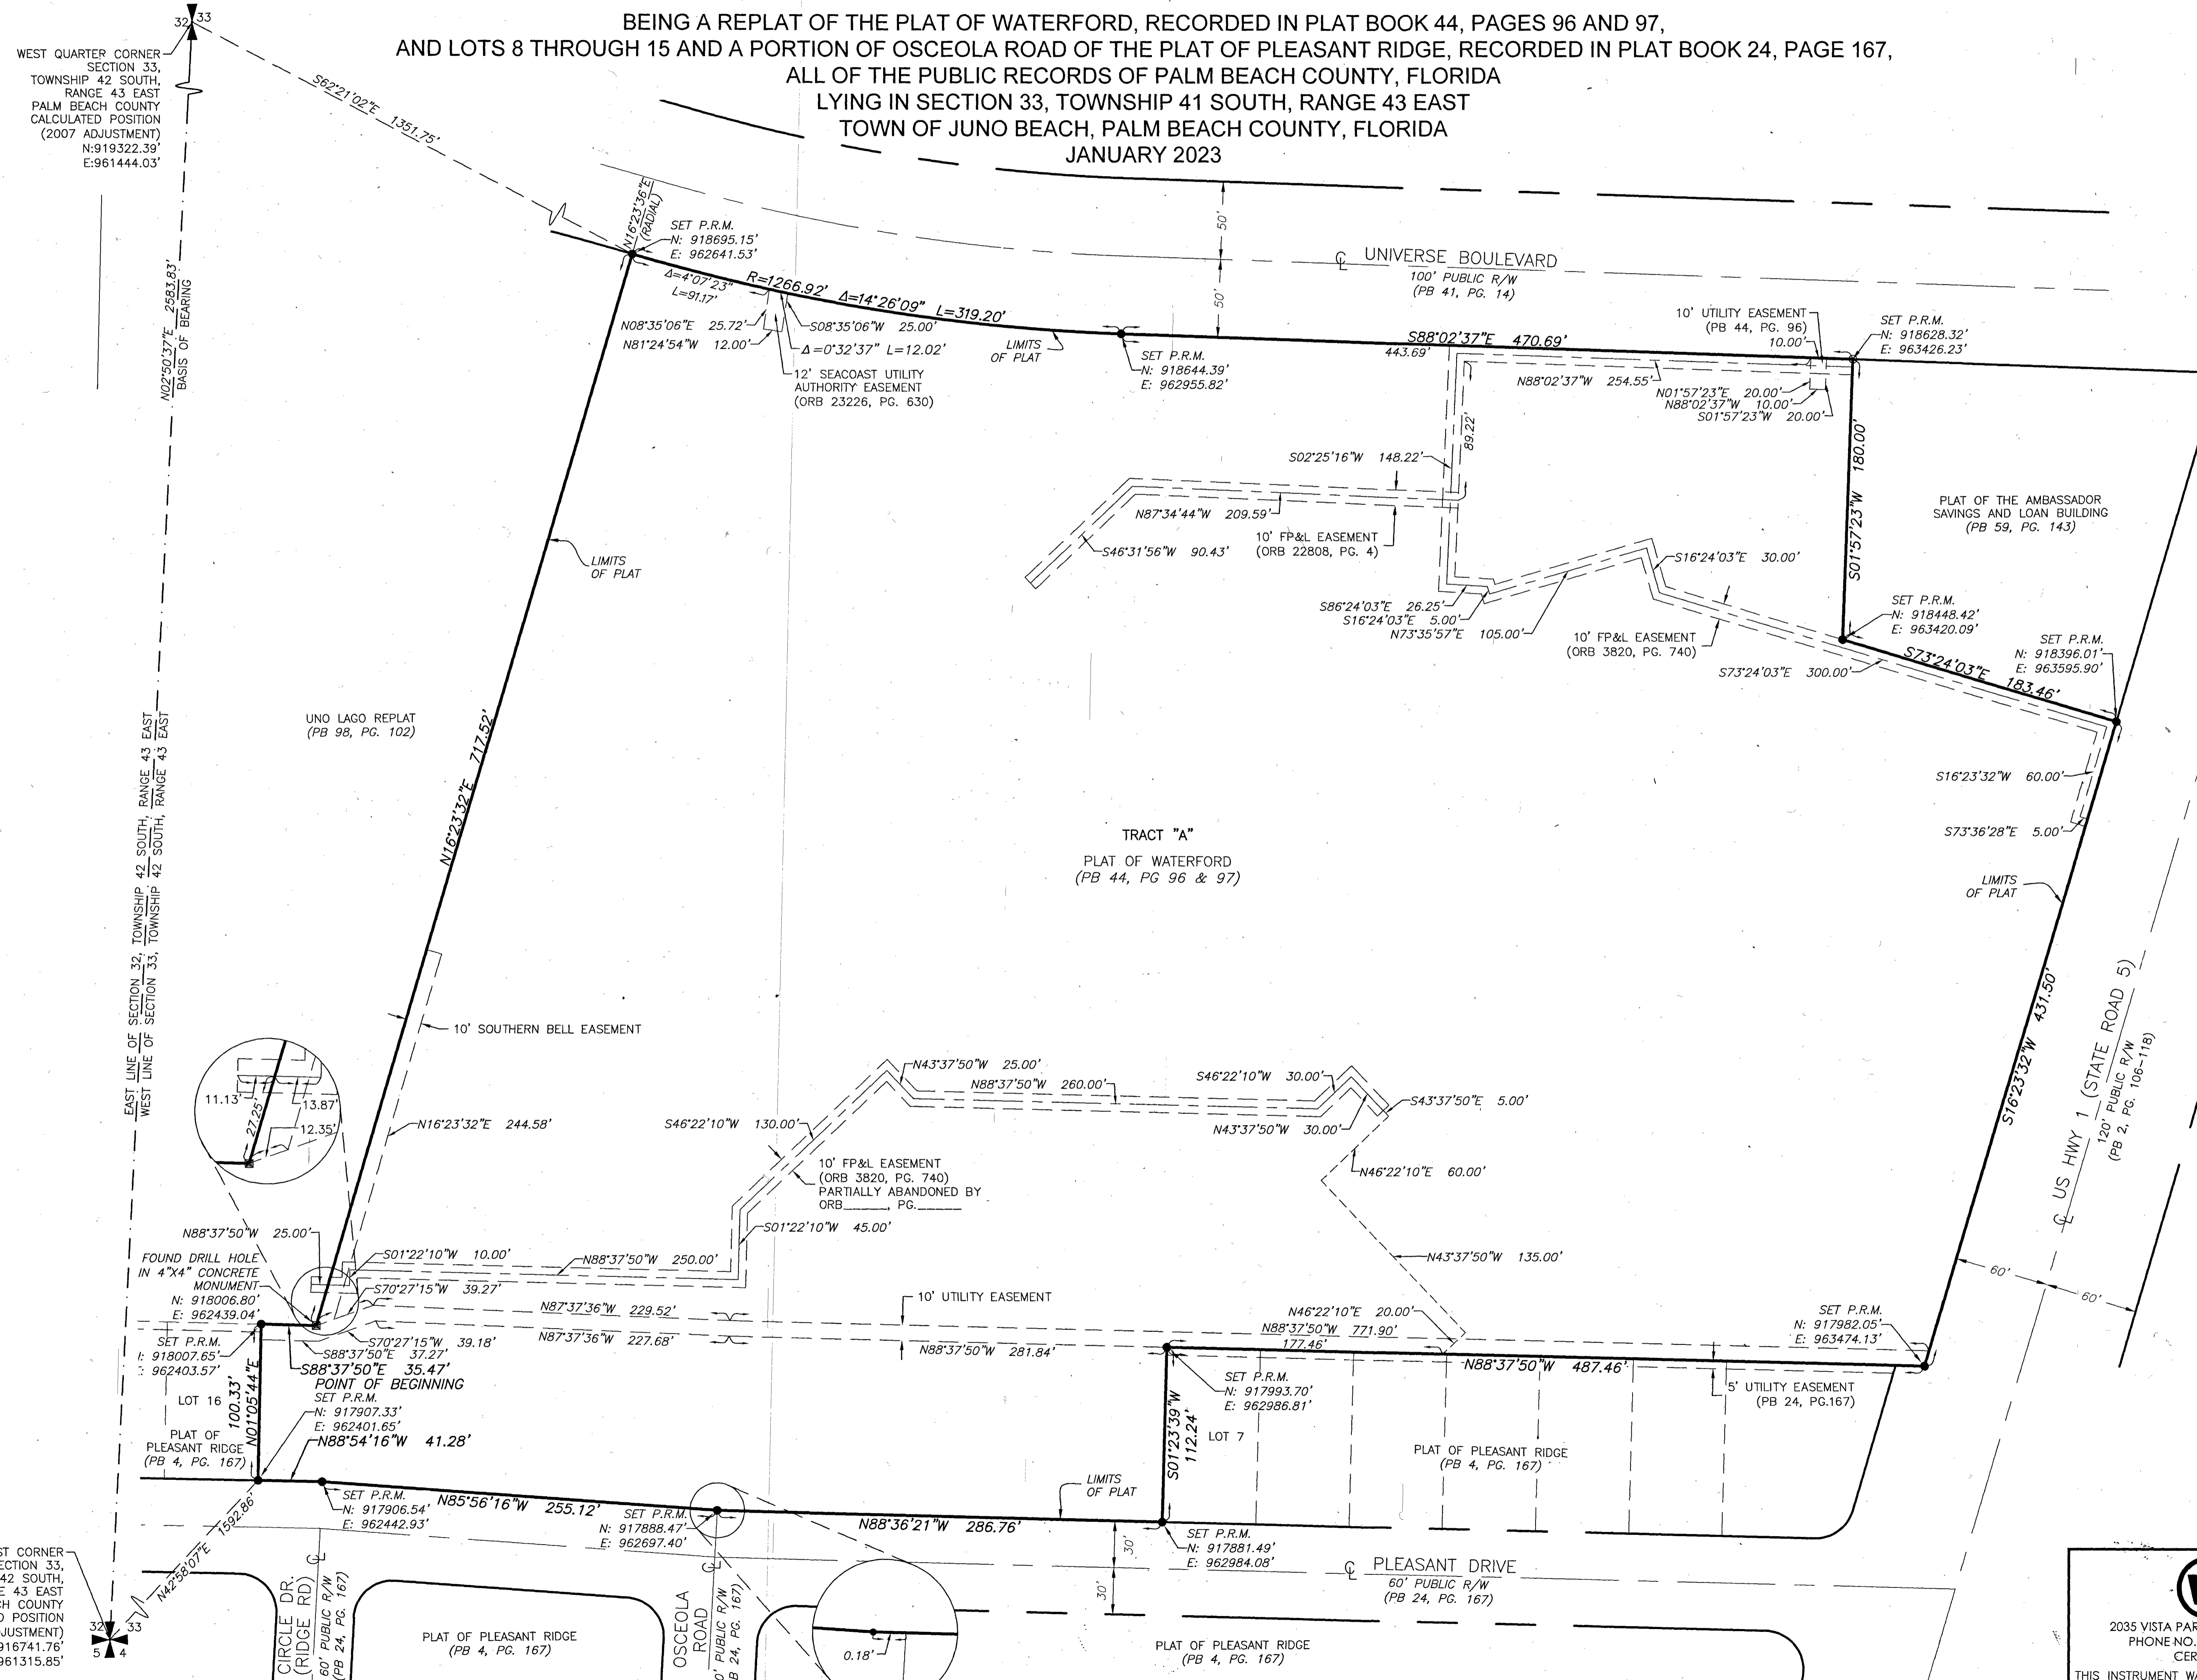 BEING A REPLAT OF THE PLAT OF WATERFORD, RECORDED IN PLAT BOOK 44, PAGES 96 AND 97,
AND LOTS 8 THROUGH 15 AND A PORTION OF OSCEOLA ROAD OF THE PLAT OF PLEASANT RIDGE, RECORDED IN PLAT BOOK 24, PAGE 167,
ALL OF THE PUBLIC RECORDS OF PALM BEACH COUNTY, FLORIDA
LYING IN SECTION 33, TOWNSHIP 41 SOUTH, RANGE 43 EAST
TOWN OF JUNO BEACH, PALM BEACH COUNTY, FLORIDA
JANUARY 2023
32 33
WEST QUARTER CORNER
SECTION 33,
TOWNSHIP 42 SOUTH,
RANGE 43 EAST
PALM BEACH COUNTY
CALCULATED POSITION
(2007 ADJUSTMENT)
N:919322.39'
E:961444.03'
S62°21'02"E 1351.75'
N02°50'37"E 2583.83'
BASIS OF BEARING
N16°23'36"E
(RADIAL)
SET P.R.M.
N: 918695.15'
E: 962641.53'
Δ=4°07'23"
L=91.17'
R=1266.92' Δ=14°26'09" L=319.20'
N08°35'06"E 25.72'
N81°24'54"W 12.00'
S08°35'06"W 25.00'
Δ=0°32'37" L=12.02'
12' SEACOAST UTILITY
AUTHORITY EASEMENT
(ORB 23226, PG. 630)
LIMITS
OF PLAT
50'
50'
℄ UNIVERSE BOULEVARD
100' PUBLIC R/W
(PB 41, PG. 14)
SET P.R.M.
N: 918644.39'
E: 962955.82'
S88°02'37"E 470.69'
443.69'
10' UTILITY EASEMENT
(PB 44, PG. 96)
10.00'
SET P.R.M.
N: 918628.32'
E: 963426.23'
N88°02'37"W 254.55'
N01°57'23"E 20.00'
N88°02'37"W 10.00'
S01°57'23"W 20.00'
89.22'
S02°25'16"W 148.22'
N87°34'44"W 209.59'
S46°31'56"W 90.43'
10' FP&L EASEMENT
(ORB 22808, PG. 4)
S01°57'23"W 180.00'
PLAT OF THE AMBASSADOR
SAVINGS AND LOAN BUILDING
(PB 59, PG. 143)
S16°24'03"E 30.00'
S86°24'03"E 26.25'
S16°24'03"E 5.00'
N73°35'57"E 105.00'
10' FP&L EASEMENT
(ORB 3820, PG. 740)
SET P.R.M.
N: 918448.42'
E: 963420.09'
SET P.R.M.
N: 918396.01'
E: 963595.90'
S73°24'03"E 183.46'
S73°24'03"E 300.00'
LIMITS
OF PLAT
UNO LAGO REPLAT
(PB 98, PG. 102)
N16°23'32"E 717.52'
EAST LINE OF SECTION 32, TOWNSHIP 42 SOUTH, RANGE 43 EAST
WEST LINE OF SECTION 33, TOWNSHIP 42 SOUTH, RANGE 43 EAST
TRACT "A"
PLAT OF WATERFORD
(PB 44, PG 96 & 97)
S16°23'32"W 60.00'
S73°36'28"E 5.00'
LIMITS
OF PLAT
S16°23'32"W 431.50'
℄ US HWY 1 (STATE ROAD 5)
120' PUBLIC R/W
(PB 2, PG. 106-118)
60'
60'
10' SOUTHERN BELL EASEMENT
11.13'
13.87'
27.25'
12.35'
N16°23'32"E 244.58'
N43°37'50"W 25.00'
N88°37'50"W 260.00'
S46°22'10"W 30.00'
S43°37'50"E 5.00'
S46°22'10"W 130.00'
N43°37'50"W 30.00'
10' FP&L EASEMENT
(ORB 3820, PG. 740)
PARTIALLY ABANDONED BY
ORB_____, PG._____
N46°22'10"E 60.00'
N88°37'50"W 25.00'
S01°22'10"W 45.00'
FOUND DRILL HOLE
IN 4"X4" CONCRETE
MONUMENT
N: 918006.80'
E: 962439.04'
S01°22'10"W 10.00'
N88°37'50"W 250.00'
N43°37'50"W 135.00'
S70°27'15"W 39.27'
N87°37'36"W 229.52'
10' UTILITY EASEMENT
N46°22'10"E 20.00'
SET P.R.M.
N: 917982.05'
E: 963474.13'
SET P.R.M.
: 918007.65'
: 962403.57'
S70°27'15"W 39.18'
S88°37'50"E 37.27'
N87°37'36"W 227.68'
N88°37'50"W 281.84'
N88°37'50"W 771.90'
177.46'
N88°37'50"W 487.46'
S88°37'50"E 35.47'
POINT OF BEGINNING
SET P.R.M.
N: 917907.33'
E: 962401.65'
LOT 16
N01°05'44"E
100.33'
PLAT OF
PLEASANT RIDGE
(PB 4, PG. 167)
N88°54'16"W 41.28'
SET P.R.M.
N: 917993.70'
E: 962986.81'
5' UTILITY EASEMENT
(PB 24, PG.167)
S01°23'39"W
112.24'
LOT 7
PLAT OF PLEASANT RIDGE
(PB 4, PG. 167)
SET P.R.M.
N: 917906.54'
E: 962442.93'
N85°56'16"W 255.12'
SET P.R.M.
N: 917888.47'
E: 962697.40'
LIMITS
OF PLAT
N88°36'21"W 286.76'
SET P.R.M.
N: 917881.49'
E: 962984.08'
30'
30'
℄ PLEASANT DRIVE
60' PUBLIC R/W
(PB 24, PG. 167)
N42°58'07"E 1592.86'
ST CORNER
ECTION 33,
42 SOUTH,
E 43 EAST
CH COUNTY
D POSITION
JUSTMENT)
916741.76'
961315.85'
32 33
5 4
CIRCLE DR. ℄
(RIDGE RD)
60' PUBLIC R/W
(PB 24, PG. 167)
PLAT OF PLEASANT RIDGE
(PB 4, PG. 167)
OSCEOLA ℄
ROAD
0' PUBLIC R/W
B 24, PG. 167)
0.18'
PLAT OF PLEASANT RIDGE
(PB 4, PG. 167)
2035 VISTA PAR
PHONE NO.
CER
THIS INSTRUMENT WA